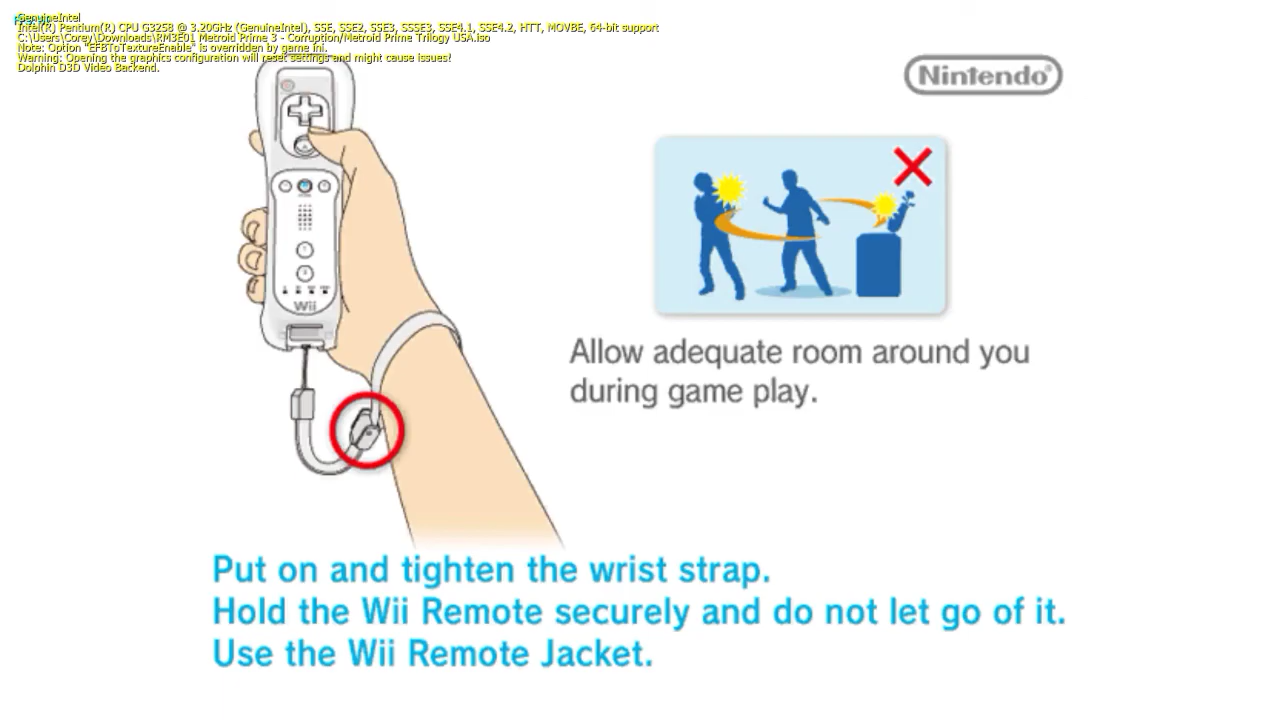 GenuineIntel
Intel(R) Pentium(R) CPU G3258 @ 3.20GHz (GenuineIntel), SSE, SSE2, SSE3, SSSE3, SSE4.1, SSE4.2, HTT, MOVBE, 64-bit support
C:\Users\Corey\Downloads\RM3E01 Metroid Prime 3 - Corruption/Metroid Prime Trilogy USA.iso
Note: Option "EFBToTextureEnable" is overridden by game ini.
Warning: Opening the graphics configuration will reset settings and might cause issues!
Dolphin D3D Video Backend.
Nintendo®
Wii
Allow adequate room around you
during game play.
Put on and tighten the wrist strap.
Hold the Wii Remote securely and do not let go of it.
Use the Wii Remote Jacket.